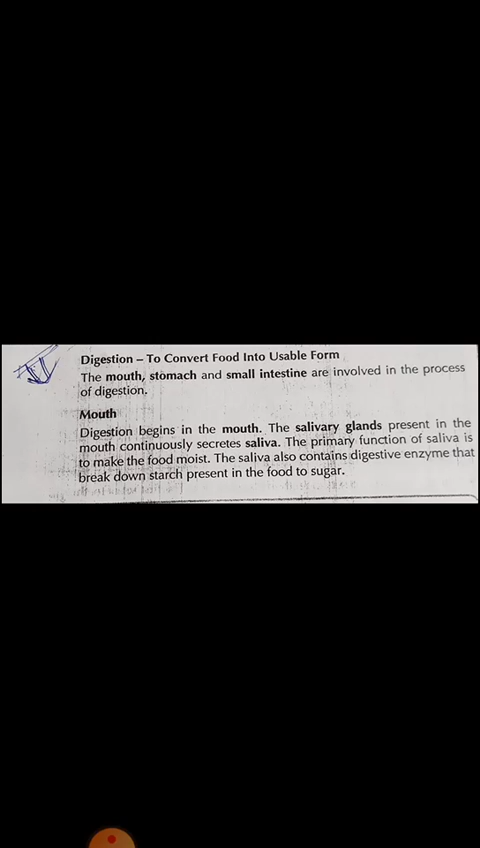 Digestion – To Convert Food Into Usable Form
The mouth, stomach and small intestine are involved in the process
of digestion.
Mouth
Digestion begins in the mouth. The salivary glands present in the
mouth continuously secretes saliva. The primary function of saliva is
to make the food moist. The saliva also contains digestive enzyme that
break down starch present in the food to sugar.